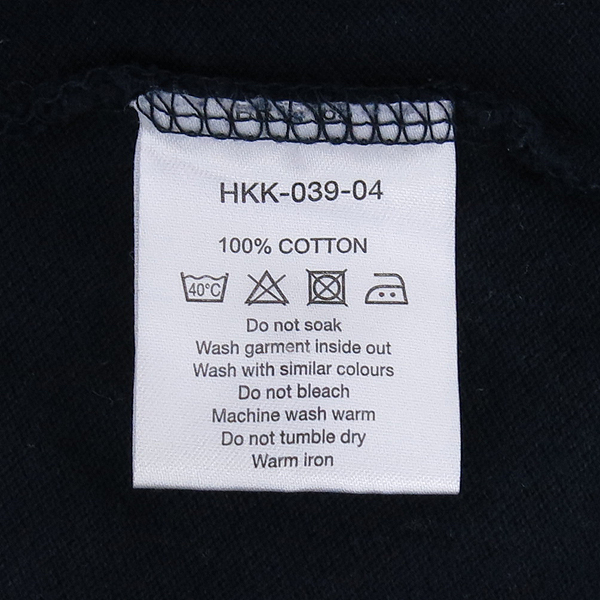 HKK-039-04
100% COTTON
40°C
Do not soak
Wash garment inside out
Wash with similar colours
Do not bleach
Machine wash warm
Do not tumble dry
Warm iron